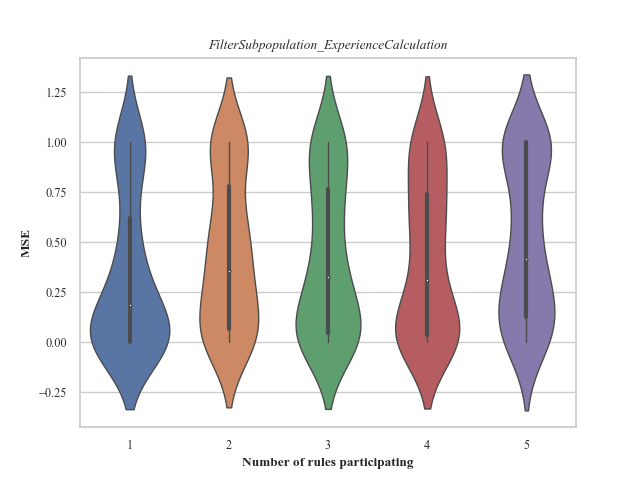 FilterSubpopulation_ExperienceCalculation
1.25
1.00
0.75
0.50
0.25
0.00
−0.25
MSE
1 2 3 4 5
Number of rules participating